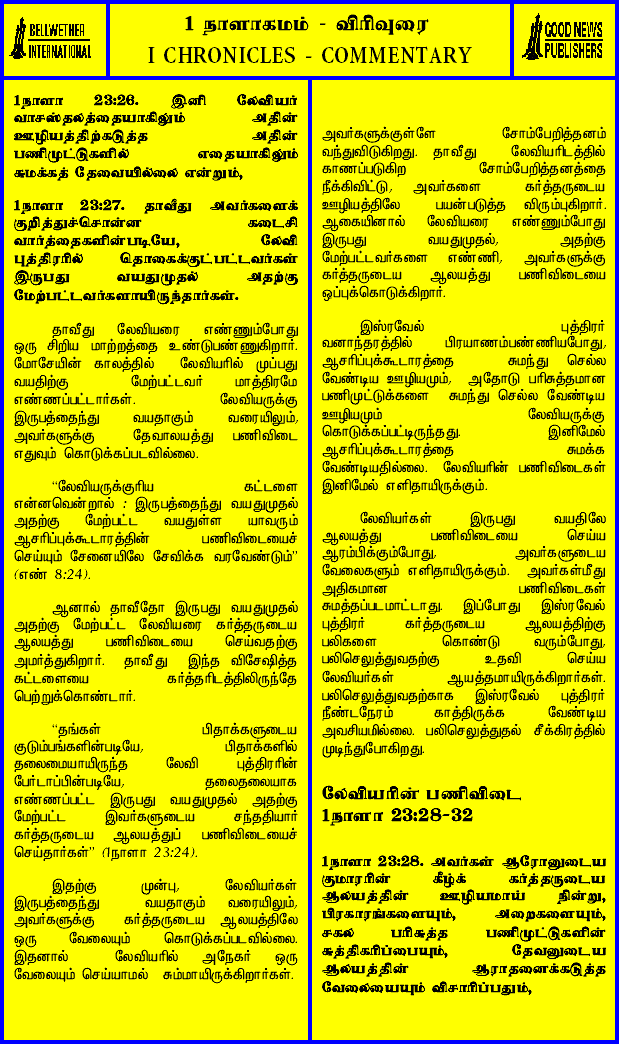 BELLWETHER
INTERNATIONAL
1 நாளாகமம் - விரிவுரை
I CHRONICLES - COMMENTARY
GOOD NEWS
PUBLISHERS
1நாளா 23:26. இனி லேவியர்
வாசஸ்தலத்தையாகிலும் அதின்
ஊழியத்திற்கடுத்த அதின்
பணிமுட்டுகளில் எதையாகிலும்
சுமக்கத் தேவையில்லை என்றும்,
1நாளா 23:27. தாவீது அவர்களைக்
குறித்துச்சொன்ன கடைசி
வார்த்தைகளின்படியே, லேவி
புத்திரரில் தொகைக்குட்பட்டவர்கள்
இருபது வயதுமுதல் அதற்கு
மேற்பட்டவர்களாயிருந்தார்கள்.
தாவீது லேவியரை எண்ணும்போது
ஒரு சிறிய மாற்றத்தை உண்டுபண்ணுகிறார்.
மோசேயின் காலத்தில் லேவியரில் முப்பது
வயதிற்கு மேற்பட்டவர் மாத்திரமே
எண்ணப்பட்டார்கள். லேவியருக்கு
இருபத்தைந்து வயதாகும் வரையிலும்,
அவர்களுக்கு தேவாலயத்து பணிவிடை
எதுவும் கொடுக்கப்படவில்லை.
“லேவியருக்குரிய கட்டளை
என்னவென்றால் : இருபத்தைந்து வயதுமுதல்
அதற்கு மேற்பட்ட வயதுள்ள யாவரும்
ஆசரிப்புக்கூடாரத்தின் பணிவிடையைச்
செய்யும் சேனையிலே சேவிக்க வரவேண்டும்”
(எண் 8:24).
ஆனால் தாவீதோ இருபது வயதுமுதல்
அதற்கு மேற்பட்ட லேவியரை கர்த்தருடைய
ஆலயத்து பணிவிடையை செய்வதற்கு
அமர்த்துகிறார். தாவீது இந்த விசேஷித்த
கட்டளையை கர்த்தரிடத்திலிருந்தே
பெற்றுக்கொண்டார்.
“தங்கள் பிதாக்களுடைய
குடும்பங்களின்படியே, பிதாக்களில்
தலைமையாயிருந்த லேவி புத்திரரின்
பேர்டாப்பின்படியே, தலைதலையாக
எண்ணப்பட்ட இருபது வயதுமுதல் அதற்கு
மேற்பட்ட இவர்களுடைய சந்ததியார்
கர்த்தருடைய ஆலயத்துப் பணிவிடையைச்
செய்தார்கள்” (1நாளா 23:24).
இதற்கு முன்பு, லேவியர்கள்
இருபத்தைந்து வயதாகும் வரையிலும்,
அவர்களுக்கு கர்த்தருடைய ஆலயத்திலே
ஒரு வேலையும் கொடுக்கப்படவில்லை.
இதனால் லேவியரில் அநேகர் ஒரு
வேலையும் செய்யாமல் சும்மாயிருக்கிறார்கள்.
அவர்களுக்குள்ளே சோம்பேறித்தனம்
வந்துவிடுகிறது. தாவீது லேவியரிடத்தில்
காணப்படுகிற சோம்பேறித்தனத்தை
நீக்கிவிட்டு, அவர்களை கர்த்தருடைய
ஊழியத்திலே பயன்படுத்த விரும்புகிறார்.
ஆகையினால் லேவியரை எண்ணும்போது
இருபது வயதுமுதல், அதற்கு
மேற்பட்டவர்களை எண்ணி, அவர்களுக்கு
கர்த்தருடைய ஆலயத்து பணிவிடையை
ஒப்புக்கொடுக்கிறார்.
இஸ்ரவேல் புத்திரர்
வனாந்தரத்தில் பிரயாணம்பண்ணியபோது,
ஆசரிப்புக்கூடாரத்தை சுமந்து செல்ல
வேண்டிய ஊழியமும், அதோடு பரிசுத்தமான
பணிமுட்டுக்களை சுமந்து செல்ல வேண்டிய
ஊழியமும் லேவியருக்கு
கொடுக்கப்பட்டிருந்தது. இனிமேல்
ஆசரிப்புக்கூடாரத்தை சுமக்க
வேண்டியதில்லை. லேவியரின் பணிவிடைகள்
இனிமேல் எளிதாயிருக்கும்.
லேவியர்கள் இருபது வயதிலே
ஆலயத்து பணிவிடையை செய்ய
ஆரம்பிக்கும்போது, அவர்களுடைய
வேலைகளும் எளிதாயிருக்கும். அவர்கள்மீது
அதிகமான பணிவிடைகள்
சுமத்தப்படமாட்டாது. இப்போது இஸ்ரவேல்
புத்திரர் கர்த்தருடைய ஆலயத்திற்கு
பலிகளை கொண்டு வரும்போது,
பலிசெலுத்துவதற்கு உதவி செய்ய
லேவியர்கள் ஆயத்தமாயிருக்கிறார்கள்.
பலிசெலுத்துவதற்காக இஸ்ரவேல் புத்திரர்
நீண்டநேரம் காத்திருக்க வேண்டிய
அவசியமில்லை. பலிசெலுத்துதல் சீக்கிரத்தில்
முடிந்துபோகிறது.
லேவியரின் பணிவிடை
1நாளா 23:28-32
1நாளா 23:28. அவர்கள் ஆரோனுடைய
குமாரரின் கீழ்க் கர்த்தருடைய
ஆலயத்தின் ஊழியமாய் நின்று,
பிரகாரங்களையும், அறைகளையும்,
சகல பரிசுத்த பணிமுட்டுகளின்
சுத்திகரிப்பையும், தேவனுடைய
ஆலயத்தின் ஆராதனைக்கடுத்த
வேலையையும் விசாரிப்பதும்,